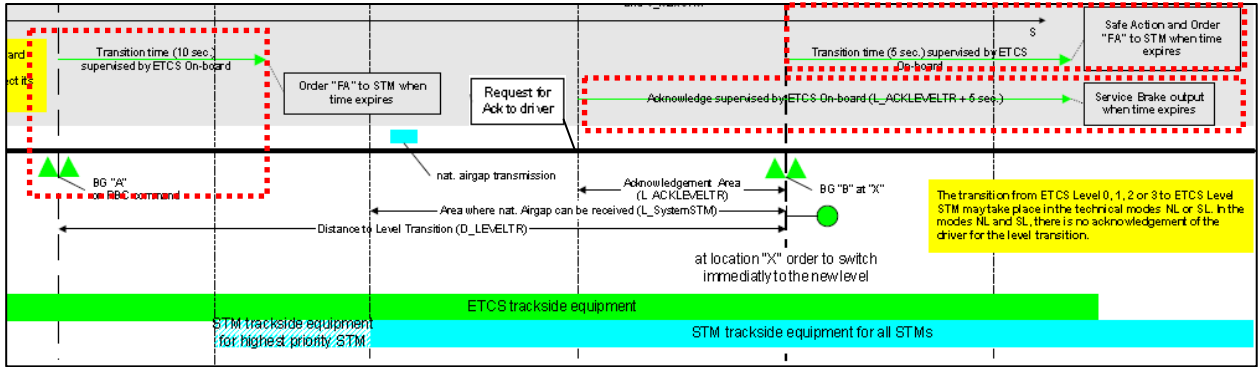 S
Safe Action and Order
"FA" to STM when time
expires
ard
ect its
Transition time (10 sec.)
supervised by ETCS On-board
Order "FA" to STM when
time expires
Request for
Ack to driver
Transition time (5 sec.) supervised by ETCS
On-board
Acknowledge supervised by ETCS On-board (L_ACKLEVELTR + 5 sec.)
Service Brake output
when time expires
BG "A"
on RBC command
nat. airgap transmission
Acknowledgement Area
(L_ACKLEVELTR)
BG "B" at "X"
Area where nat. Airgap can be received (L_SystemSTM)
Distance to Level Transition (D_LEVELTR)
The transition from ETCS Level 0, 1, 2 or 3 to ETCS Level
STM may take place in the technical modes NL or SL. In the
modes NL and SL, there is no acknowledgement of the
driver for the level transition.
at location "X" order to switch
immediatly to the new level
ETCS trackside equipment
STM trackside equipment
for highest priority STM
STM trackside equipment for all STMs